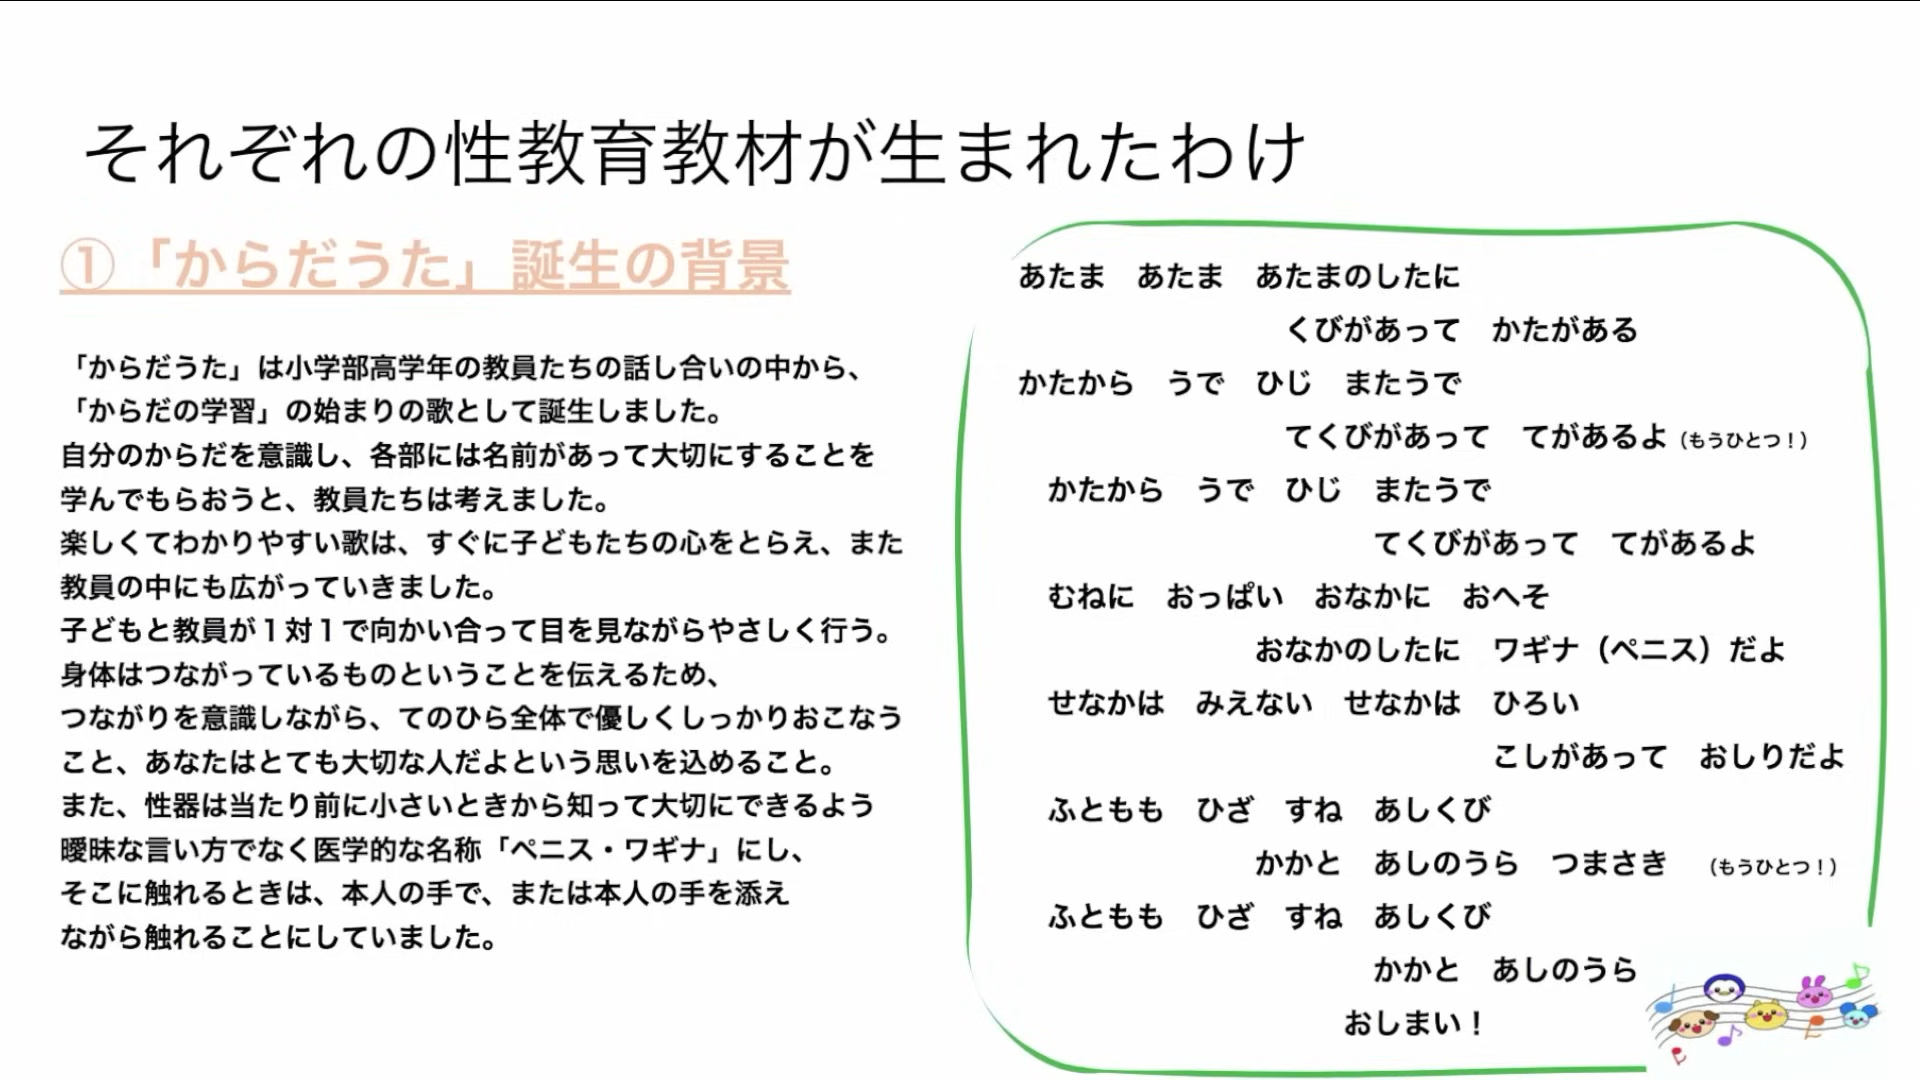 それぞれの性教育教材が生まれたわけ
①「からだうた」誕生の背景
「からだうた」は小学部高学年の教員たちの話し合いの中から、
「からだの学習」の始まりの歌として誕生しました。
自分のからだを意識し、各部には名前があって大切にすることを
学んでもらおうと、教員たちは考えました。
楽しくてわかりやすい歌は、すぐに子どもたちの心をとらえ、また
教員の中にも広がっていきました。
子どもと教員が１対１で向かい合って目を見ながらやさしく行う。
身体はつながっているものということを伝えるため、
つながりを意識しながら、てのひら全体で優しくしっかりおこなう
こと、あなたはとても大切な人だよという思いを込めること。
また、性器は当たり前に小さいときから知って大切にできるよう
曖昧な言い方でなく医学的な名称「ペニス・ワギナ」にし、
そこに触れるときは、本人の手で、または本人の手を添え
ながら触れることにしていました。
あたま　あたま　あたまのしたに
くびがあって　かたがある
かたから　うで　ひじ　またうで
てくびがあって　てがあるよ（もうひとつ！）
かたから　うで　ひじ　またうで
てくびがあって　てがあるよ
むねに　おっぱい　おなかに　おへそ
おなかのしたに　ワギナ（ペニス）だよ
せなかは　みえない　せなかは　ひろい
こしがあって　おしりだよ
ふともも　ひざ　すね　あしくび
かかと　あしのうら　つまさき　（もうひとつ！）
ふともも　ひざ　すね　あしくび
かかと　あしのうら
おしまい！